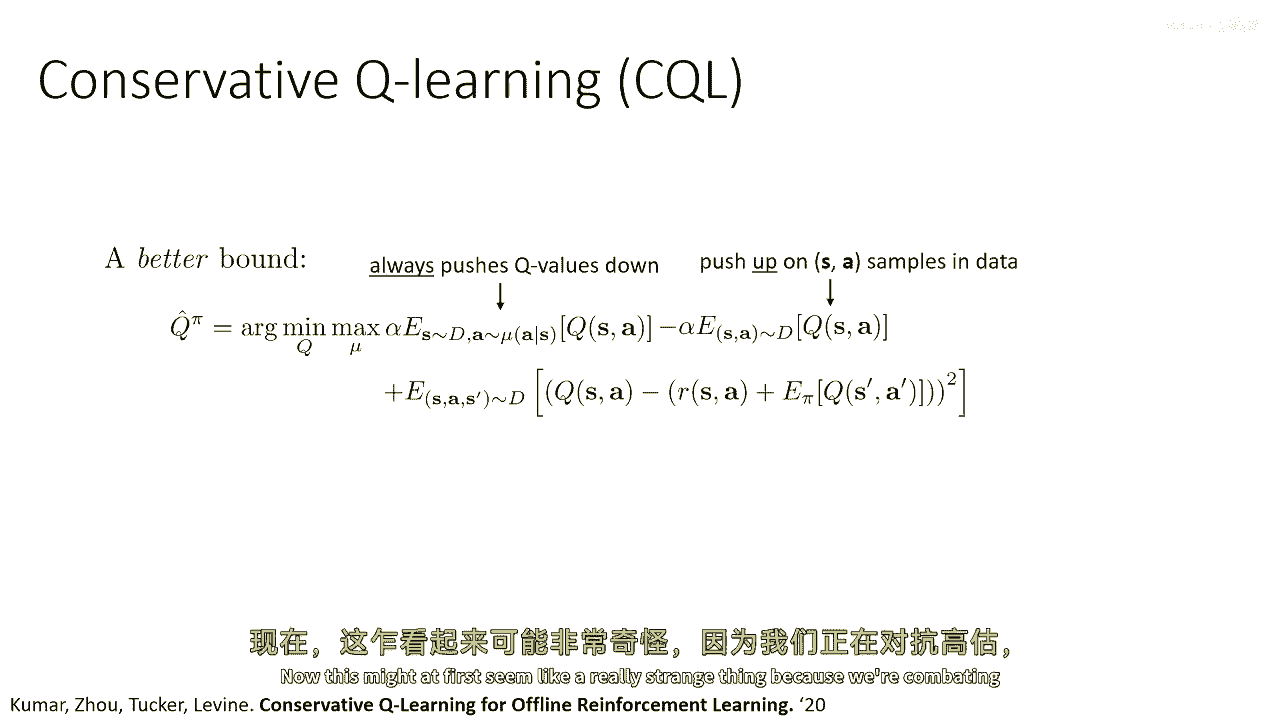 Conservative Q-learning (CQL)
A better bound:
always pushes Q-values down
push up on (s, a) samples in data
$\hat{Q}^{\pi} = \arg\min_{Q} \max_{\mu} \alpha E_{\mathbf{s}\sim D, \mathbf{a}\sim\mu(\mathbf{a}|\mathbf{s})}[Q(\mathbf{s},\mathbf{a})] - \alpha E_{(\mathbf{s},\mathbf{a})\sim D}[Q(\mathbf{s},\mathbf{a})]$
$+ E_{(\mathbf{s},\mathbf{a},\mathbf{s}')\sim D}\left[(Q(\mathbf{s},\mathbf{a}) - (r(\mathbf{s},\mathbf{a}) + E_{\pi}[Q(\mathbf{s}',\mathbf{a}')]))^2\right]$
现在，这乍看起来可能非常奇怪，因为我们正在对抗高估，
Now this might at first seem like a really strange thing because we're combating
Kumar, Zhou, Tucker, Levine. Conservative Q-Learning for Offline Reinforcement Learning. ‘20